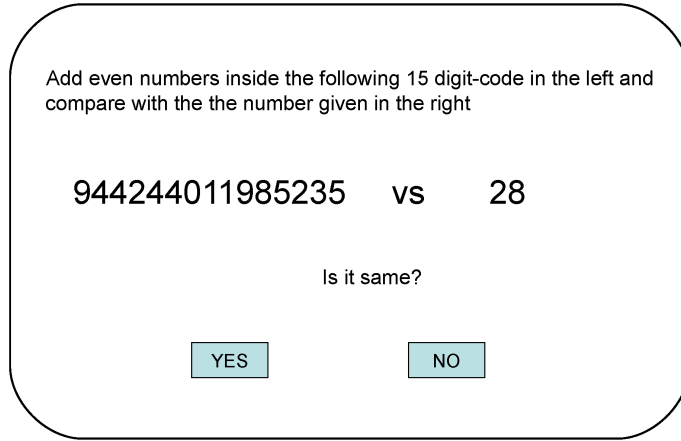 Add even numbers inside the following 15 digit-code in the left and
compare with the the number given in the right
944244011985235 vs 28
Is it same?
YES NO